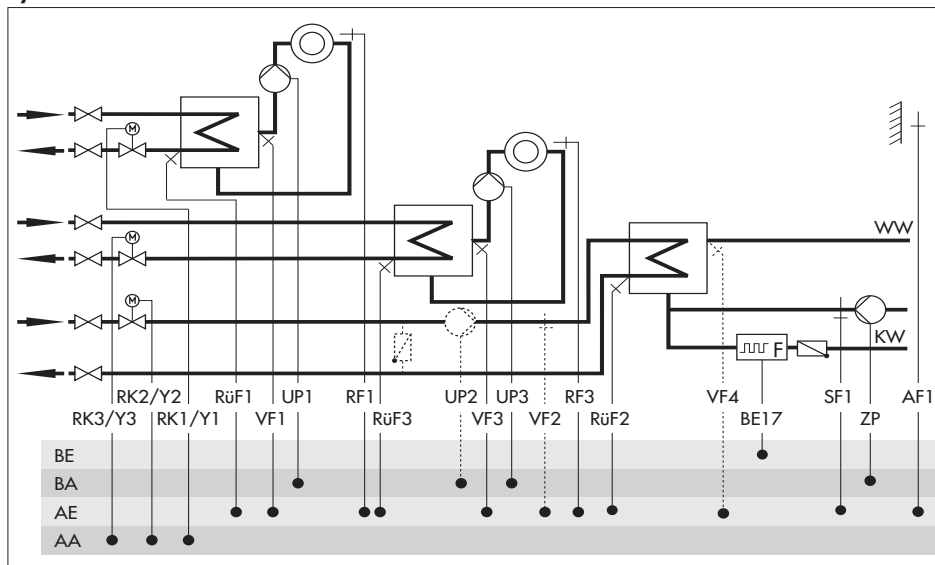 M
M
M
WW
F
KW
RK2/Y2 RüF1 UP1 RF1 UP2 UP3 RF3 VF4 SF1 AF1
RK3/Y3 RK1/Y1 VF1 RüF3 VF3 VF2 RüF2 BE17 ZP
BE
BA
AE
AA